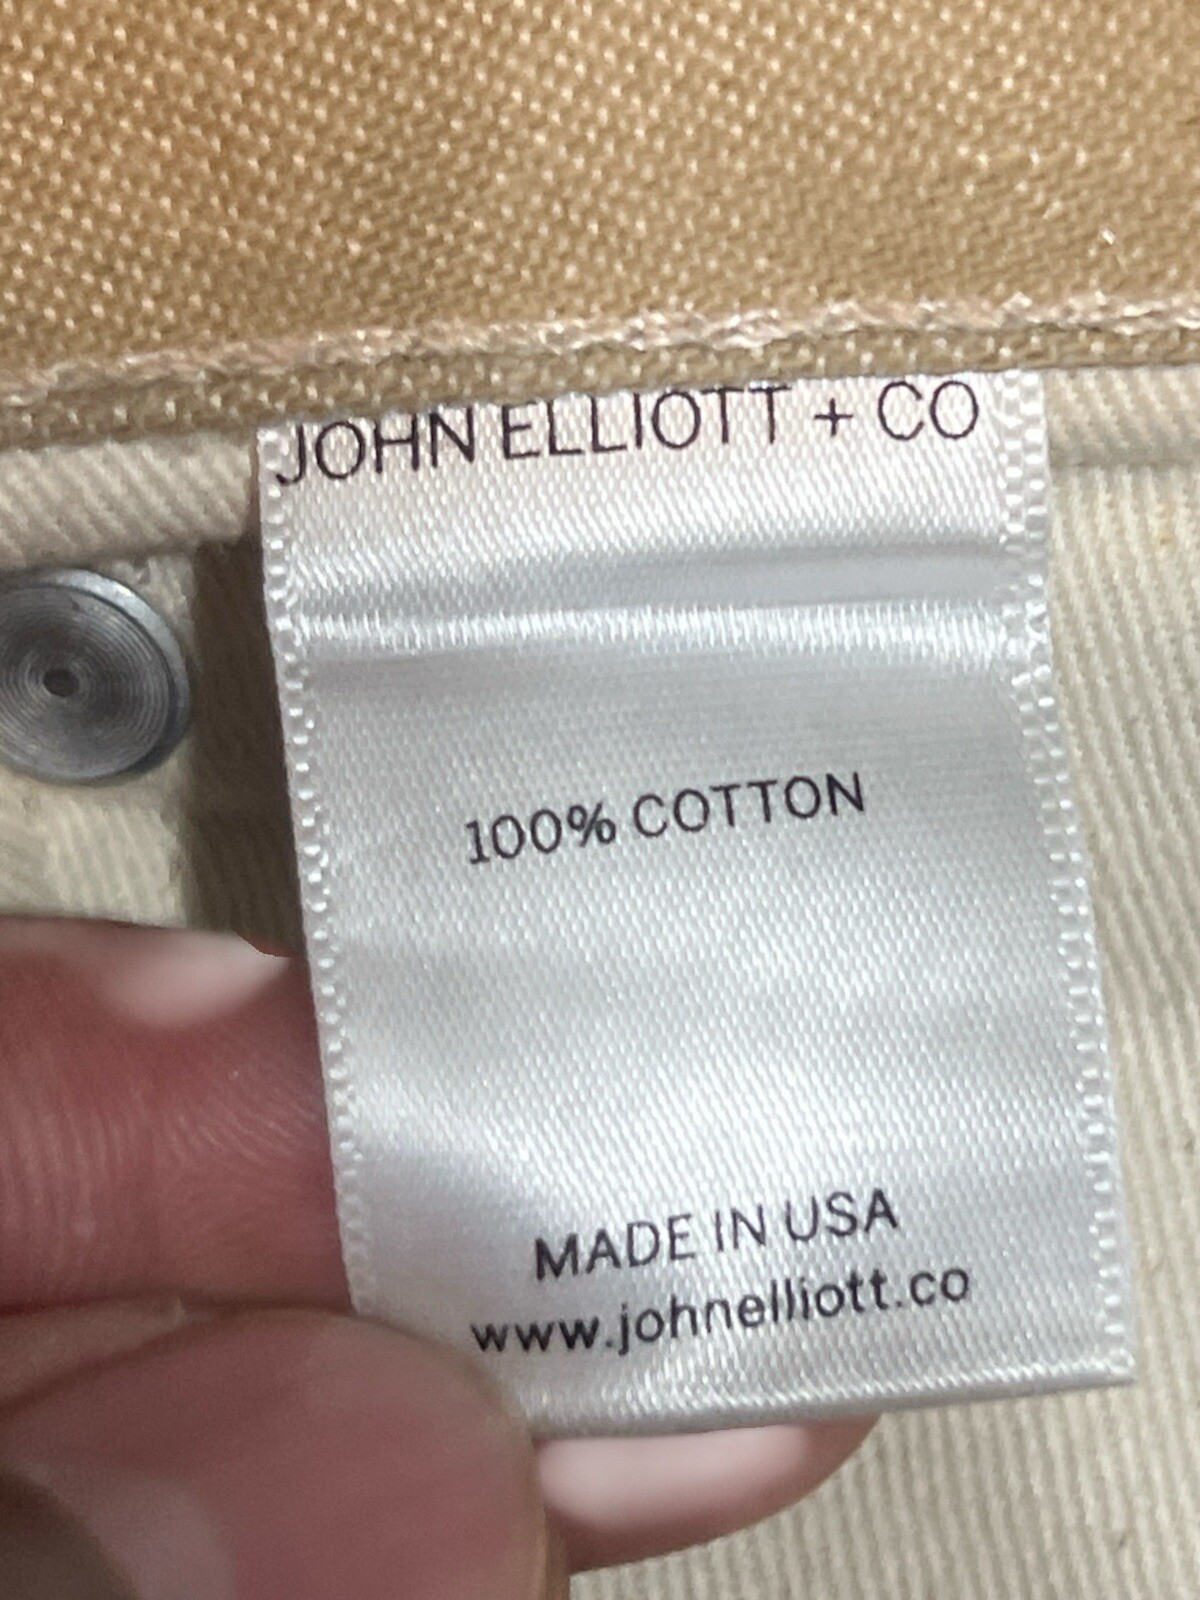 JOHN ELLIOTT + CO
100% COTTON
MADE IN USA
www.johnelliott.co